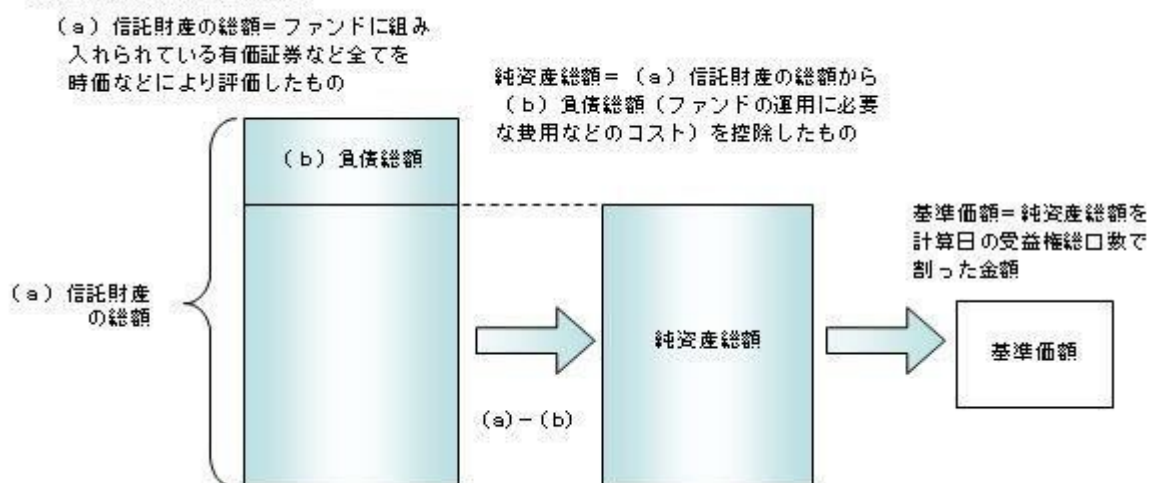 (a)信託財産の総額=ファンドに組み
入れられている有価証券など全てを
時価などにより評価したもの
純資産総額=(a)信託財産の総額から
(b)負債総額(ファンドの運用に必要
な費用などのコスト)を控除したもの
(b)負債総額
基準価額=純資産総額を
計算日の受益権総口数で
割った金額
(a)信託財産
の総額
純資産総額
基準価額
(a)-(b)